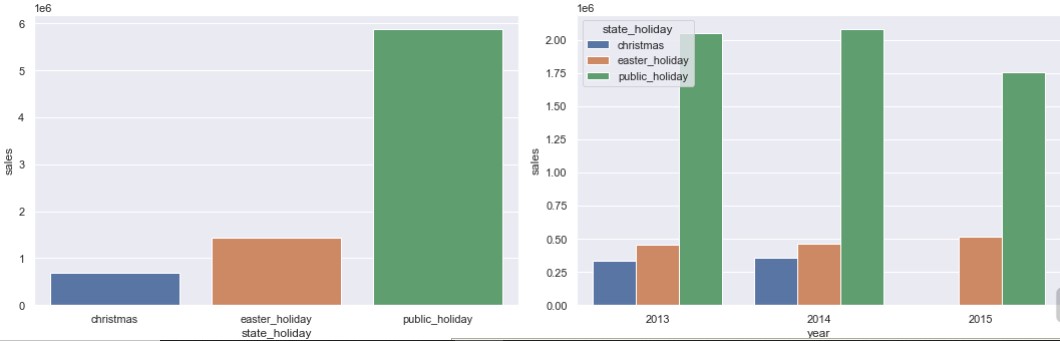 1e6
6
5
4
3
2
1
0
sales
christmas easter_holiday public_holiday
state_holiday
1e6
2.00
1.75
1.50
1.25
1.00
0.75
0.50
0.25
0.00
sales
state_holiday
christmas
easter_holiday
public_holiday
2013 2014 2015
year